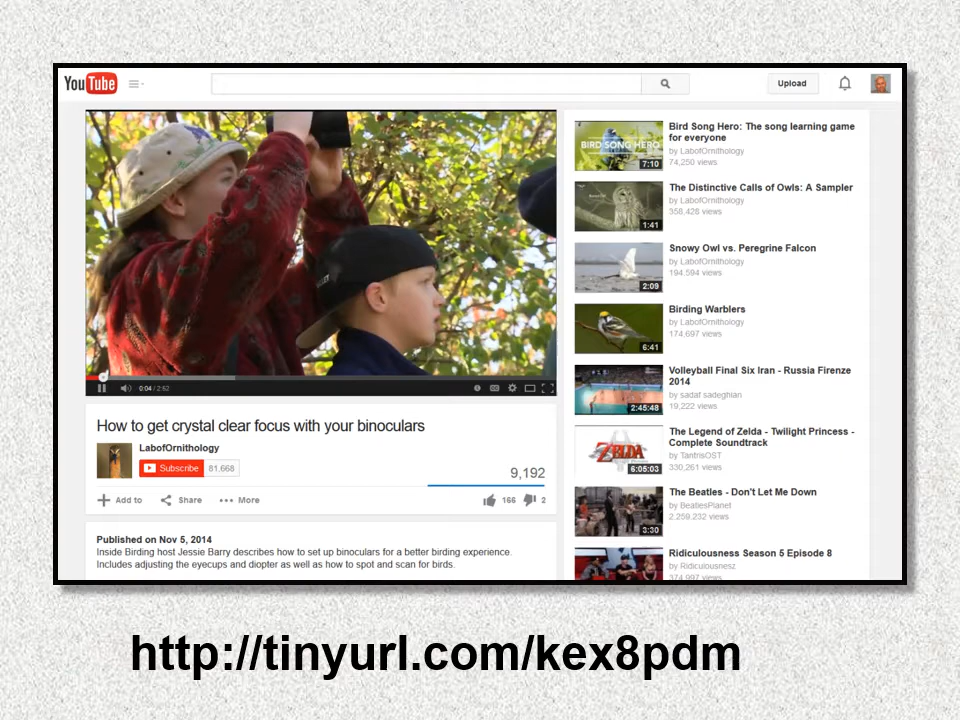 YouTube
Upload
BIRD SONG HERO
7:10
Bird Song Hero: The song learning game
for everyone
by LabofOrnithology
74,250 views
1:41
The Distinctive Calls of Owls: A Sampler
by LabofOrnithology
358,428 views
2:09
Snowy Owl vs. Peregrine Falcon
by LabofOrnithology
194,594 views
6:41
Birding Warblers
by LabofOrnithology
174,697 views
2:45:48
Volleyball Final Six Iran - Russia Firenze
2014
by sadaf sadeghian
19,222 views
ZELDA
6:05:03
The Legend of Zelda - Twilight Princess -
Complete Soundtrack
by TantrisOST
330,261 views
3:30
The Beatles - Don't Let Me Down
by BeatlesPlanet
2,259,232 views
Ridiculousness Season 5 Episode 8
by Ridiculousnesz
374,997 views
0:04 / 2:52
How to get crystal clear focus with your binoculars
LabofOrnithology
Subscribe 81,668
9,192
Add to Share More
166 2
Published on Nov 5, 2014
Inside Birding host Jessie Barry describes how to set up binoculars for a better birding experience.
Includes adjusting the eyecups and diopter as well as how to spot and scan for birds.
http://tinyurl.com/kex8pdm